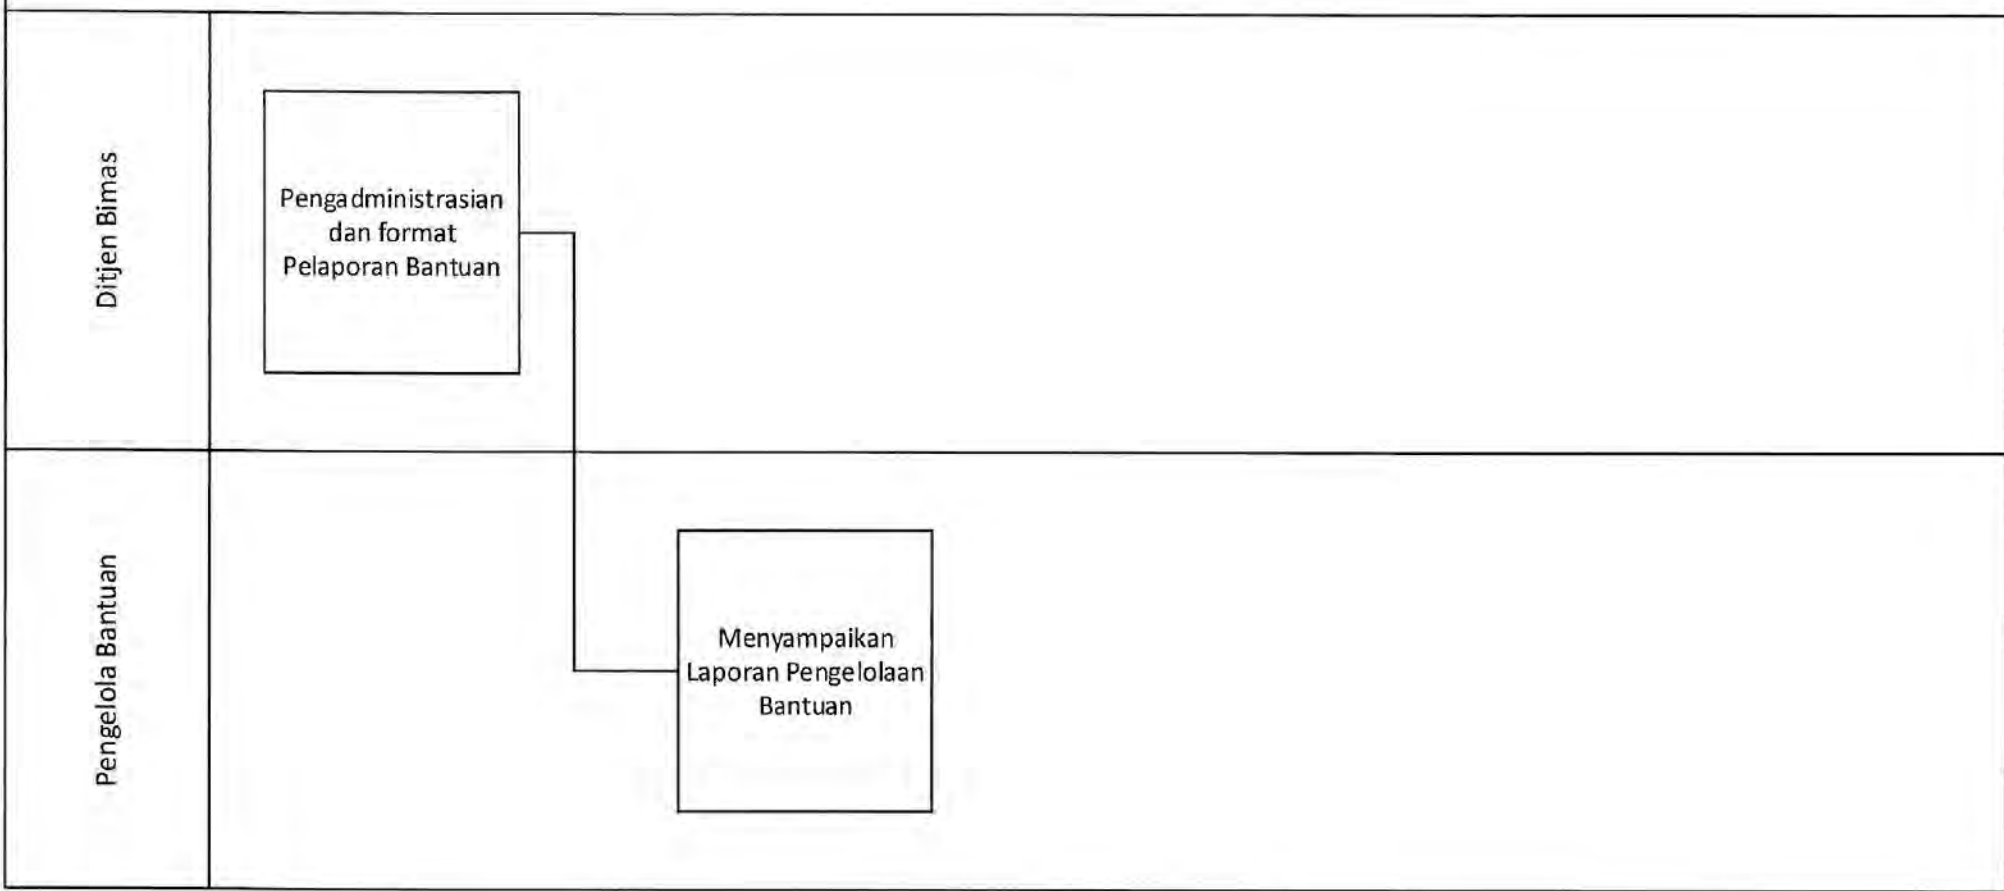 Ditjen Bimas
Pengadministrasian
dan format
Pelaporan Bantuan
Pengelola Bantuan
Menyampaikan
Laporan Pengelolaan
Bantuan